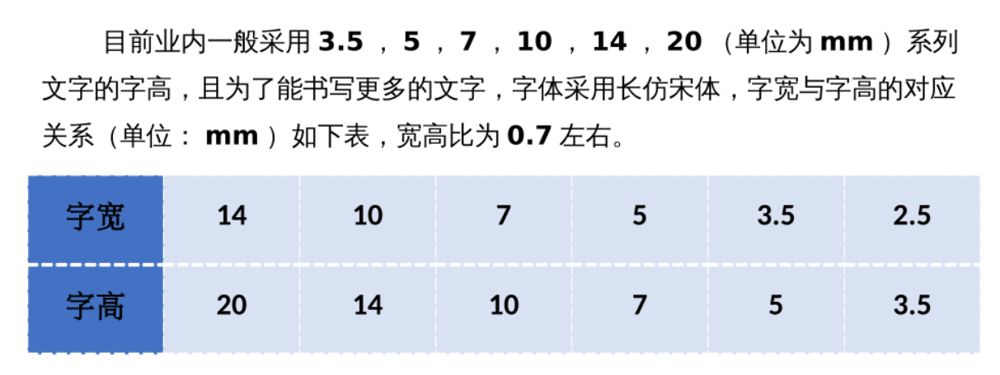 目前业内一般采用 3.5 ，5 ，7 ，10 ，14 ，20 （单位为 mm ）系列
文字的字高，且为了能书写更多的文字，字体采用长仿宋体，字宽与字高的对应
关系（单位： mm ）如下表，宽高比为 0.7 左右。
字宽 14 10 7 5 3.5 2.5
字高 20 14 10 7 5 3.5